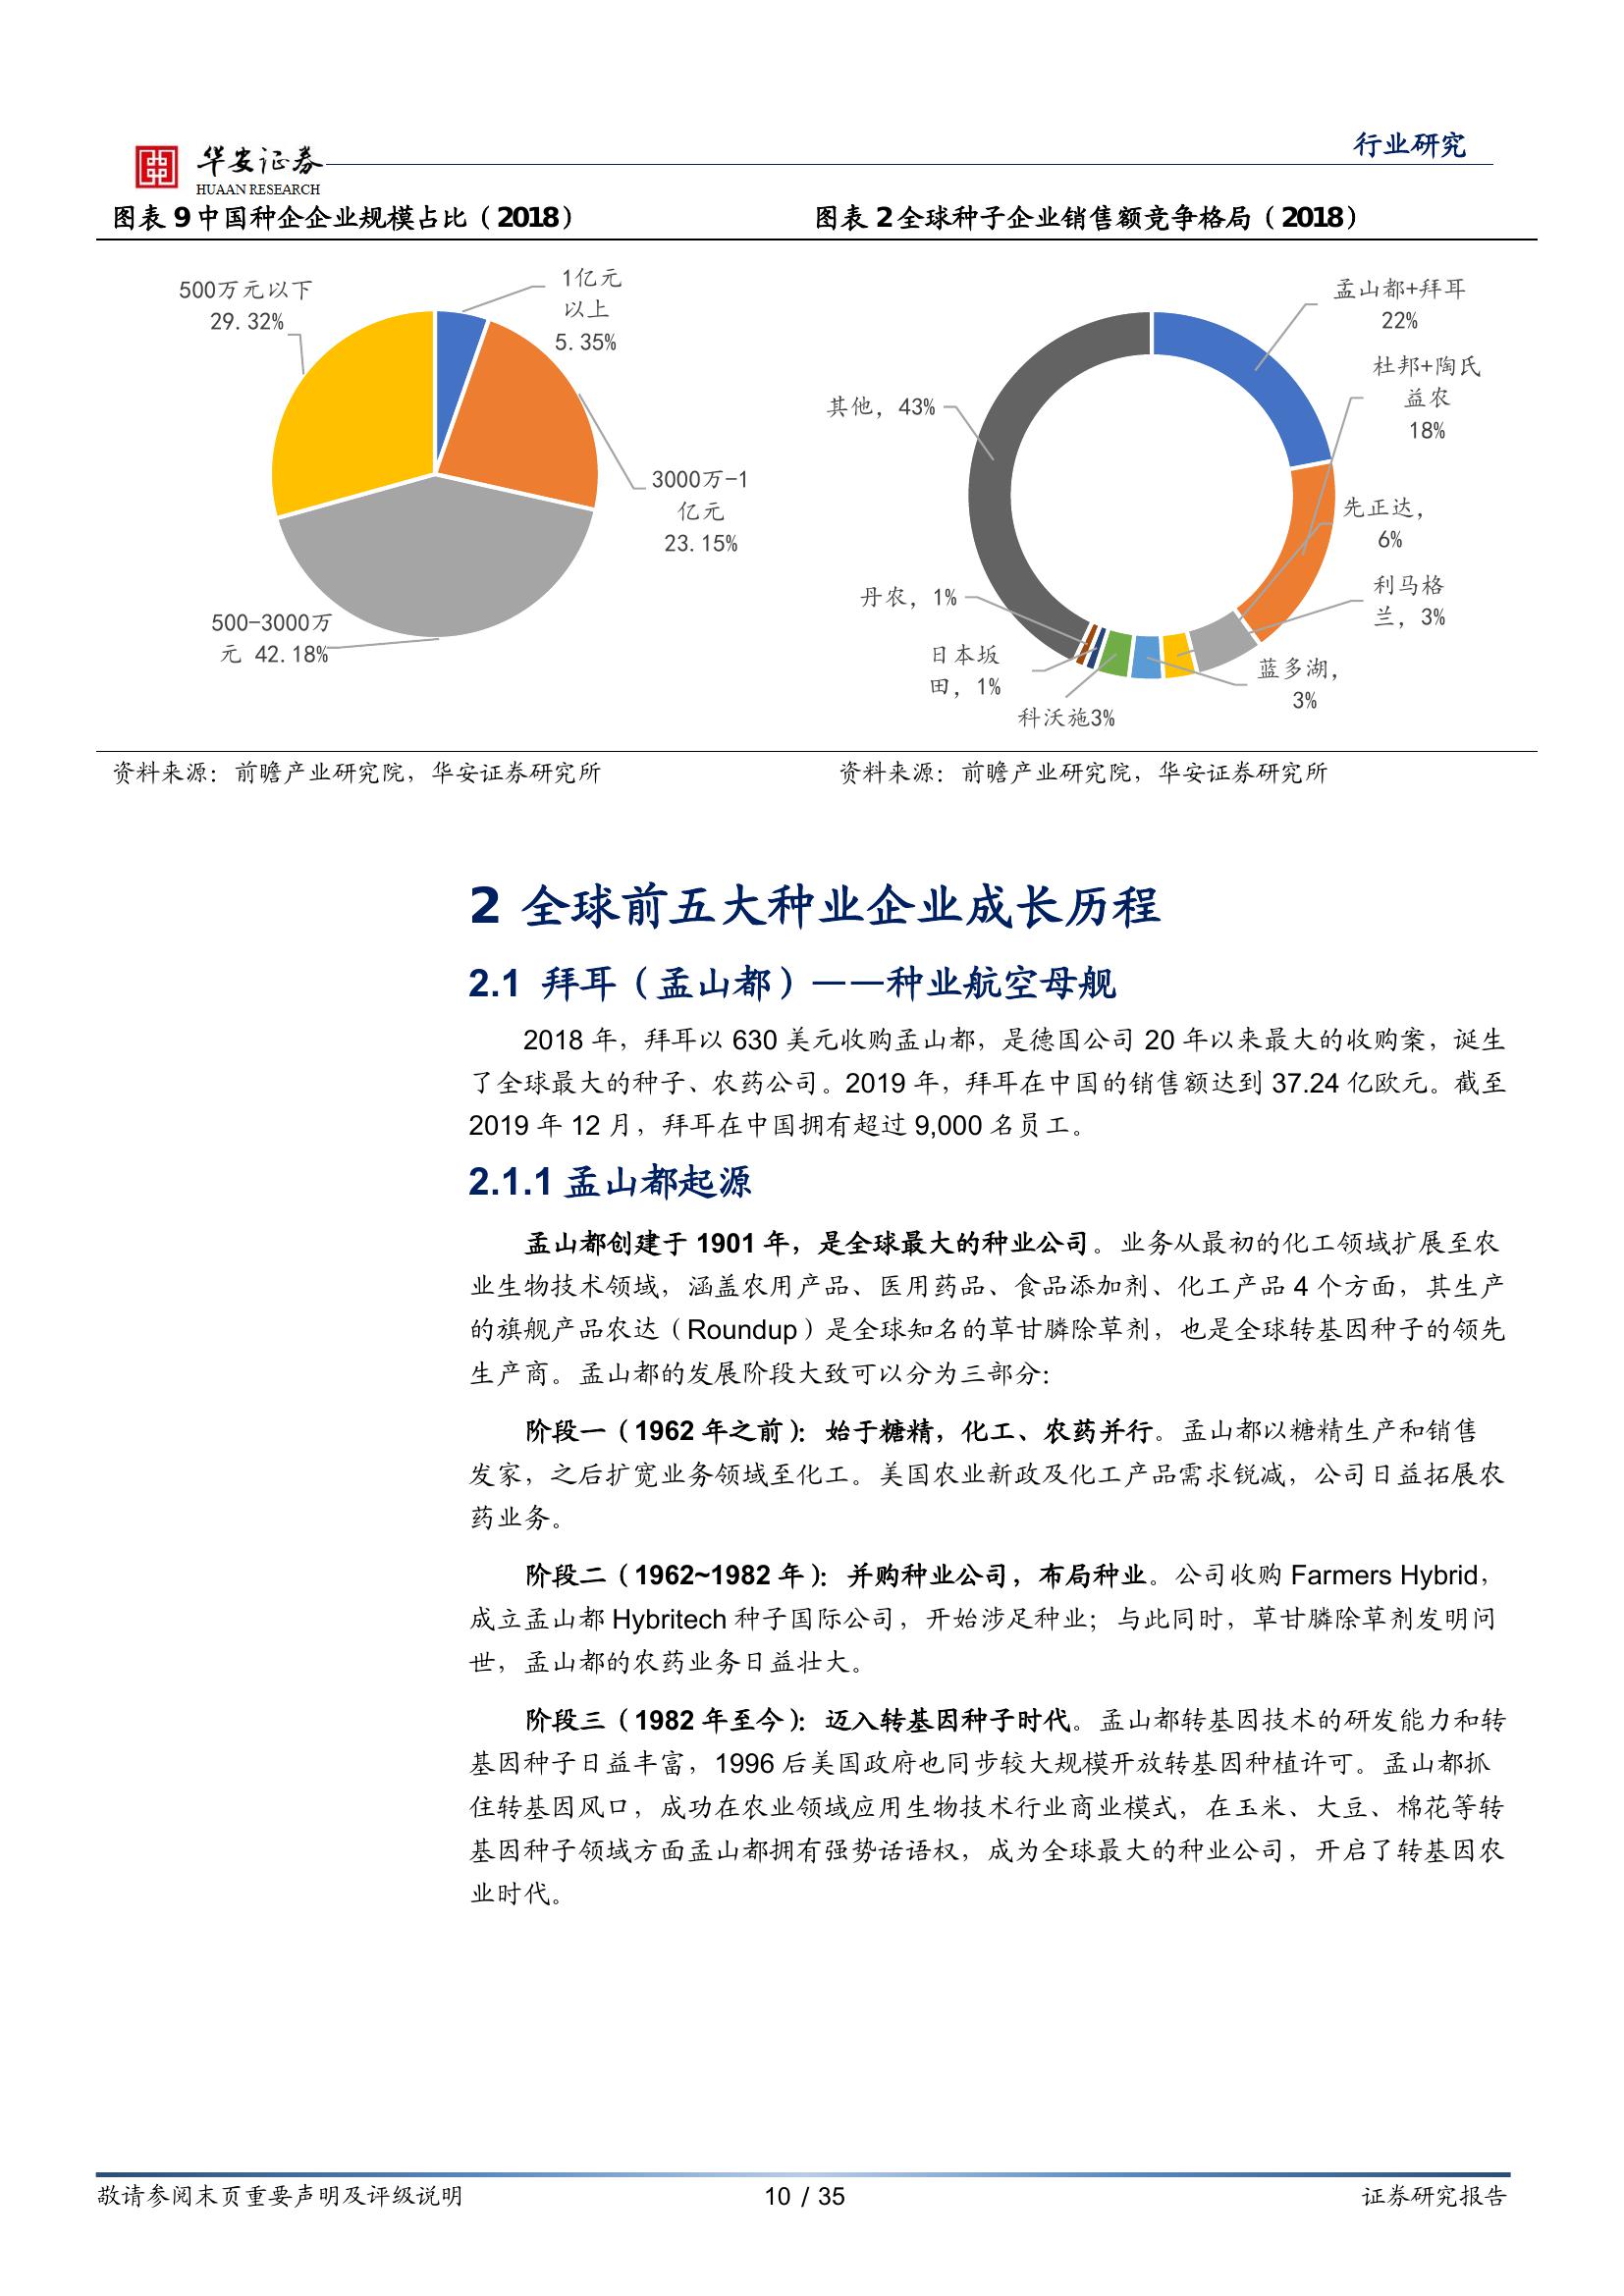 行业研究
华安证券
HUAAN RESEARCH
图表 9 中国种企企业规模占比（2018）
图表 2 全球种子企业销售额竞争格局（2018）
500万元以下
29.32%
1亿元
以上
5.35%
3000万-1
亿元
23.15%
500-3000万
元 42.18%
孟山都+拜耳
22%
杜邦+陶氏
益农
18%
其他，43%
先正达，
6%
利马格
兰，3%
丹农，1%
日本坂
田，1%
蓝多湖，
3%
科沃施3%
资料来源：前瞻产业研究院，华安证券研究所
资料来源：前瞻产业研究院，华安证券研究所
2 全球前五大种业企业成长历程
2.1 拜耳（孟山都）——种业航空母舰
2018 年，拜耳以 630 美元收购孟山都，是德国公司 20 年以来最大的收购案，诞生
了全球最大的种子、农药公司。2019 年，拜耳在中国的销售额达到 37.24 亿欧元。截至
2019 年 12 月，拜耳在中国拥有超过 9,000 名员工。
2.1.1 孟山都起源
孟山都创建于 1901 年，是全球最大的种业公司。业务从最初的化工领域扩展至农
业生物技术领域，涵盖农用产品、医用药品、食品添加剂、化工产品 4 个方面，其生产
的旗舰产品农达（Roundup）是全球知名的草甘膦除草剂，也是全球转基因种子的领先
生产商。孟山都的发展阶段大致可以分为三部分：
阶段一（1962 年之前）：始于糖精，化工、农药并行。孟山都以糖精生产和销售
发家，之后扩宽业务领域至化工。美国农业新政及化工产品需求锐减，公司日益拓展农
药业务。
阶段二（1962~1982 年）：并购种业公司，布局种业。公司收购 Farmers Hybrid，
成立孟山都 Hybritech 种子国际公司，开始涉足种业；与此同时，草甘膦除草剂发明问
世，孟山都的农药业务日益壮大。
阶段三（1982 年至今）：迈入转基因种子时代。孟山都转基因技术的研发能力和转
基因种子日益丰富，1996 后美国政府也同步较大规模开放转基因种植许可。孟山都抓
住转基因风口，成功在农业领域应用生物技术行业商业模式，在玉米、大豆、棉花等转
基因种子领域方面孟山都拥有强势话语权，成为全球最大的种业公司，开启了转基因农
业时代。
敬请参阅末页重要声明及评级说明
10 / 35
证券研究报告